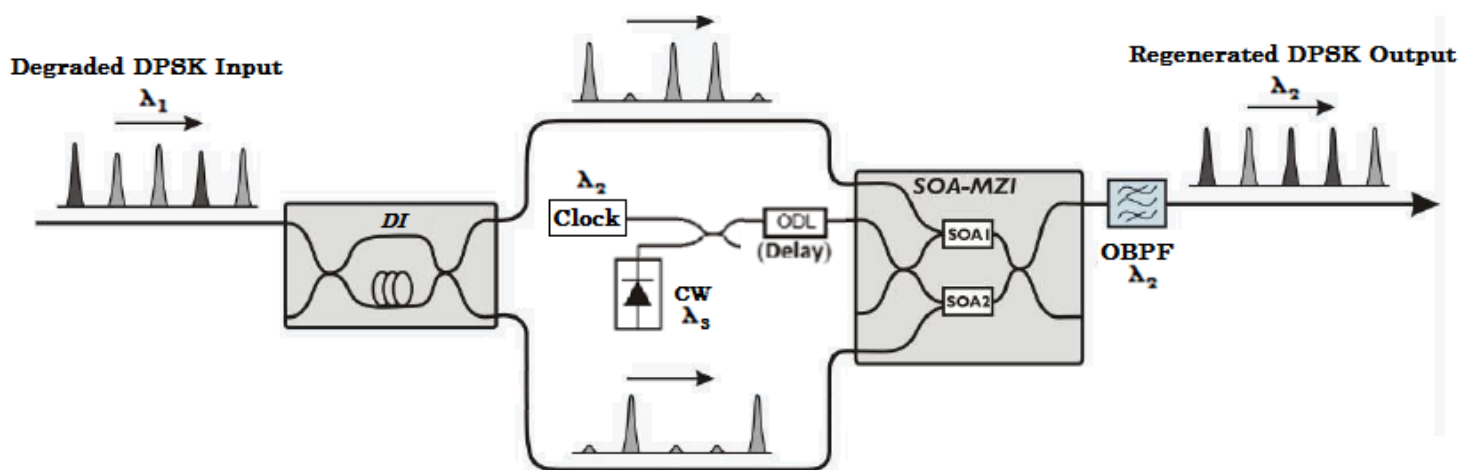 Degraded DPSK Input
λ1
DI
λ2
Clock
CW
λ3
ODL
(Delay)
SOA-MZI
SOA1
SOA2
OBPF
λ2
Regenerated DPSK Output
λ2